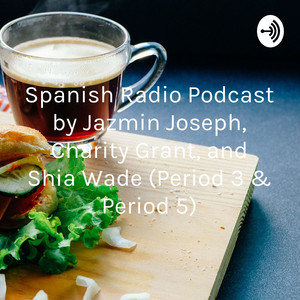 Spanish Radio Podcast
by Jazmin Joseph,
Charity Grant, and
Shia Wade (Period 3 &
Period 5)